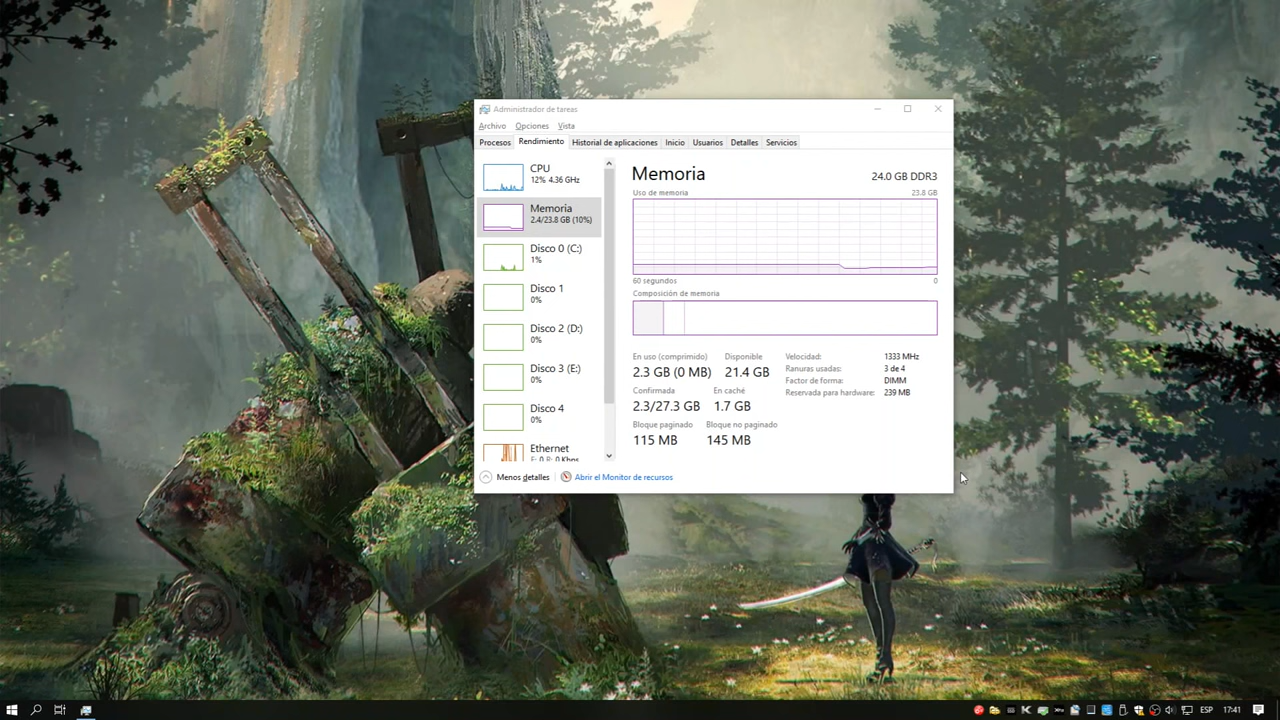 Administrador de tareas
Archivo Opciones Vista
Procesos Rendimiento Historial de aplicaciones Inicio Usuarios Detalles Servicios
CPU
12% 4.36 GHz
Memoria
2.4/23.8 GB (10%)
Disco 0 (C:)
1%
Disco 1
0%
Disco 2 (D:)
0%
Disco 3 (E:)
0%
Disco 4
0%
Ethernet
E: 0 R: 0 Kbps
Memoria 24.0 GB DDR3
Uso de memoria 23.8 GB
60 segundos 0
Composición de memoria
En uso (comprimido) Disponible
2.3 GB (0 MB) 21.4 GB
Confirmada En caché
2.3/27.3 GB 1.7 GB
Bloque paginado Bloque no paginado
115 MB 145 MB
Velocidad: 1333 MHz
Ranuras usadas: 3 de 4
Factor de forma: DIMM
Reservada para hardware: 239 MB
Menos detalles Abrir el Monitor de recursos
ESP 17:41